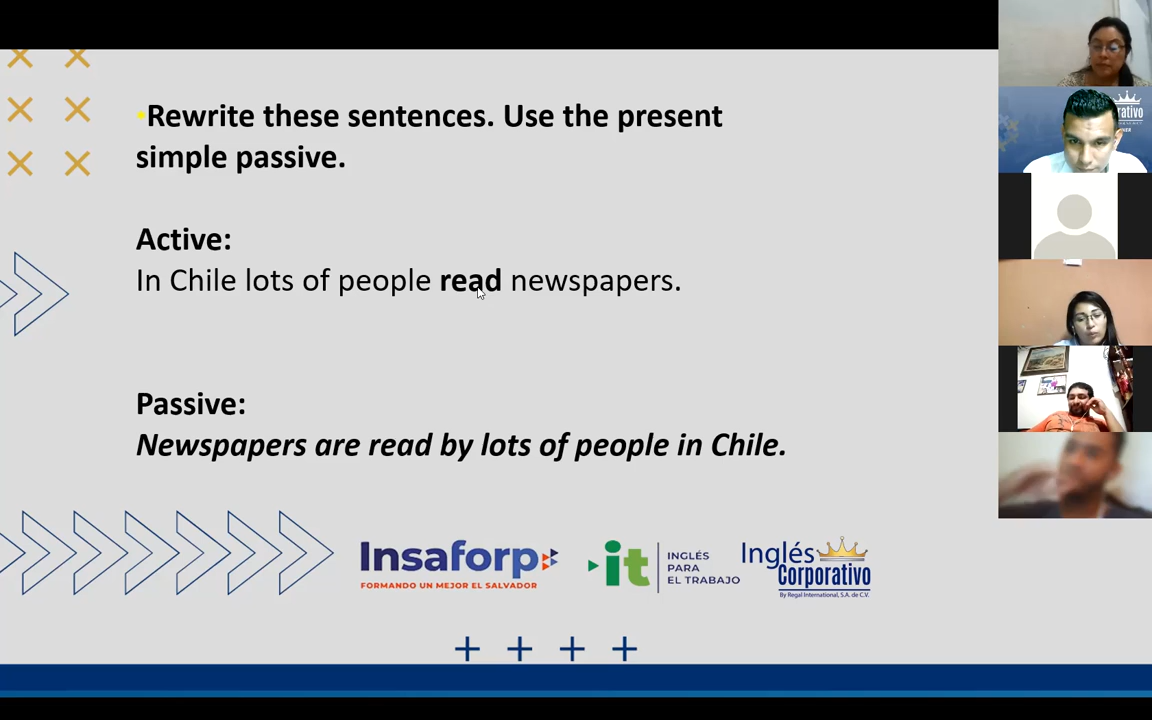 •Rewrite these sentences. Use the present
simple passive.
Active:
In Chile lots of people read newspapers.
Passive:
Newspapers are read by lots of people in Chile.
Insaforp
FORMANDO UN MEJOR EL SALVADOR
it
INGLÉS
PARA
EL TRABAJO
Inglés
Corporativo
By Regal International, S.A. de C.V.